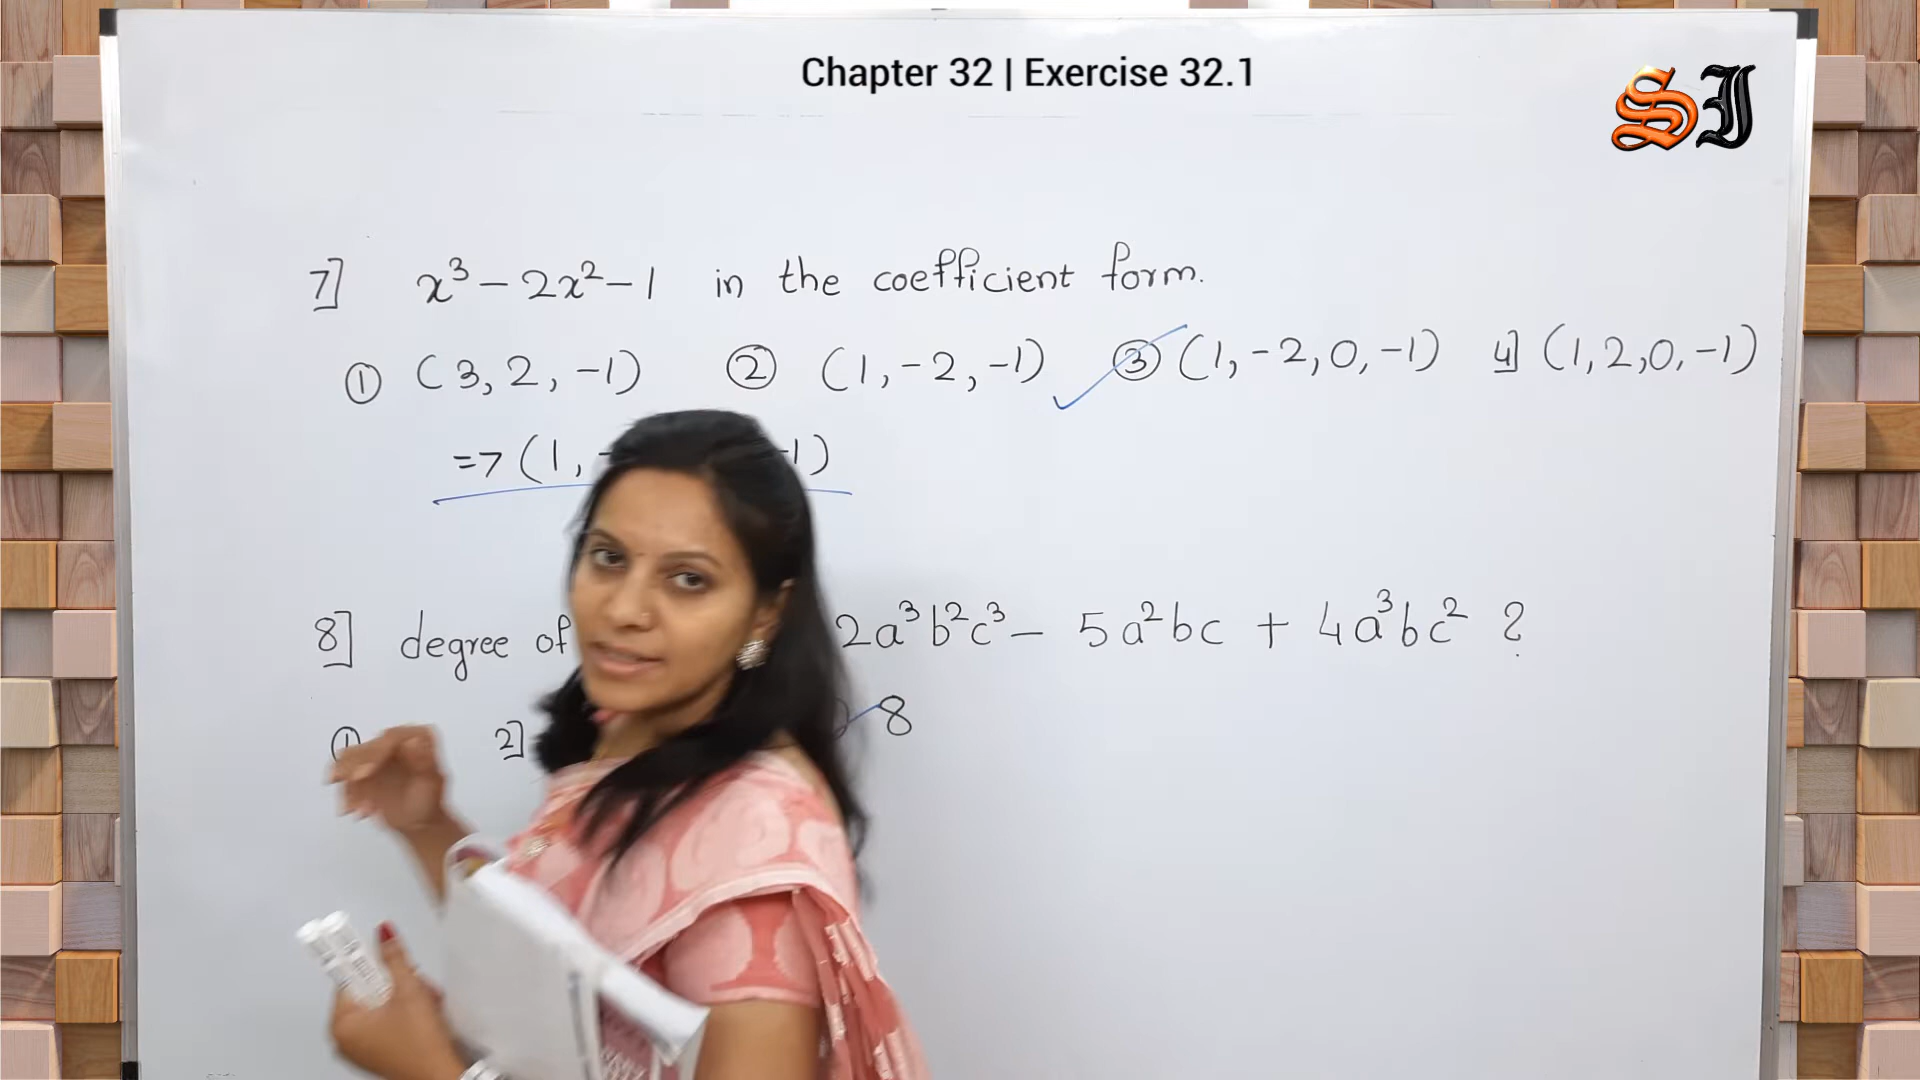 Chapter 32 | Exercise 32.1
SJ
7] x³ – 2x² – 1 in the coefficient form.
① (3, 2, -1) ② (1, -2, -1) ③ (1, -2, 0, -1) 4] (1, 2, 0, -1)
=> (1, -1)
8] degree of 2a³b²c³ – 5a²bc + 4a³bc² ?
① 2] 8